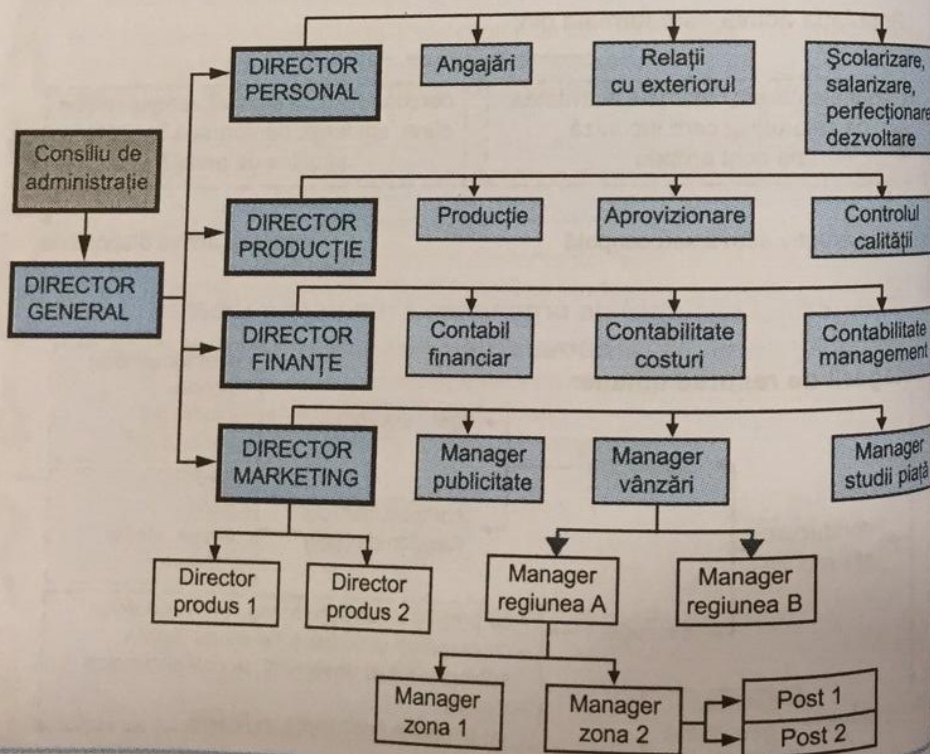 DIRECTOR
PERSONAL
Angajări
Relații
cu exteriorul
Școlarizare,
salarizare,
perfecționare
dezvoltare
Consiliu de
administrație
DIRECTOR
GENERAL
DIRECTOR
PRODUCȚIE
Producție
Aprovizionare
Controlul
calității
DIRECTOR
FINANȚE
Contabil
financiar
Contabilitate
costuri
Contabilitate
management
DIRECTOR
MARKETING
Manager
publicitate
Manager
vânzări
Manager
studii piață
Director
produs 1
Director
produs 2
Manager
regiunea A
Manager
regiunea B
Manager
zona 1
Manager
zona 2
Post 1
Post 2